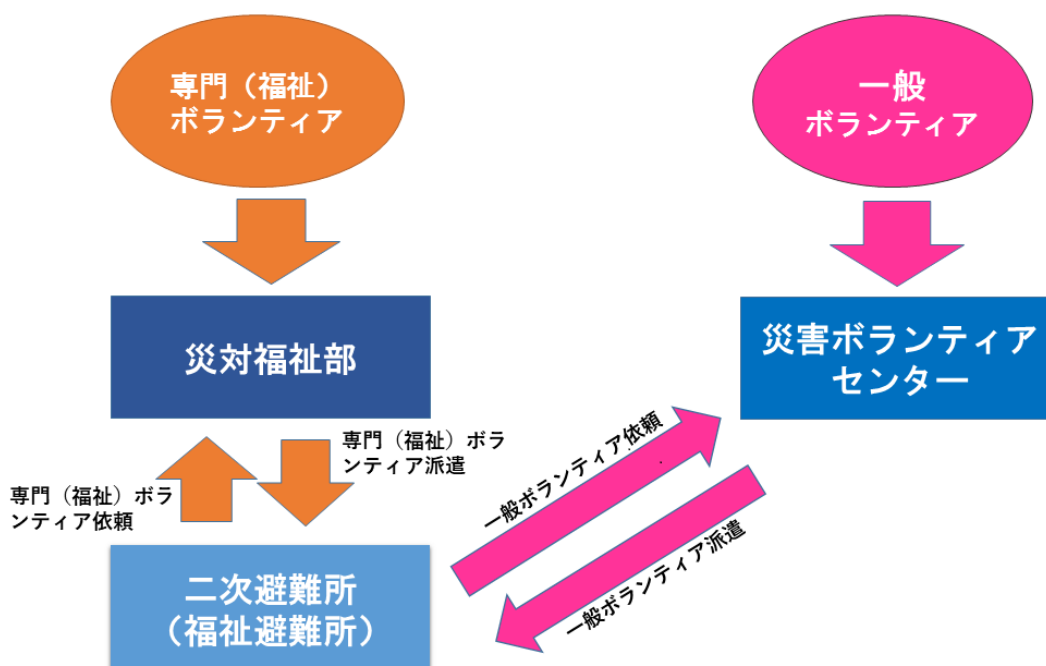 専門（福祉）
ボランティア
一般
ボランティア
災対福祉部
災害ボランティア
センター
専門（福祉）ボラ
ンティア派遣
専門（福祉）ボラ
ンティア依頼
一般ボランティア依頼
一般ボランティア派遣
二次避難所
（福祉避難所）